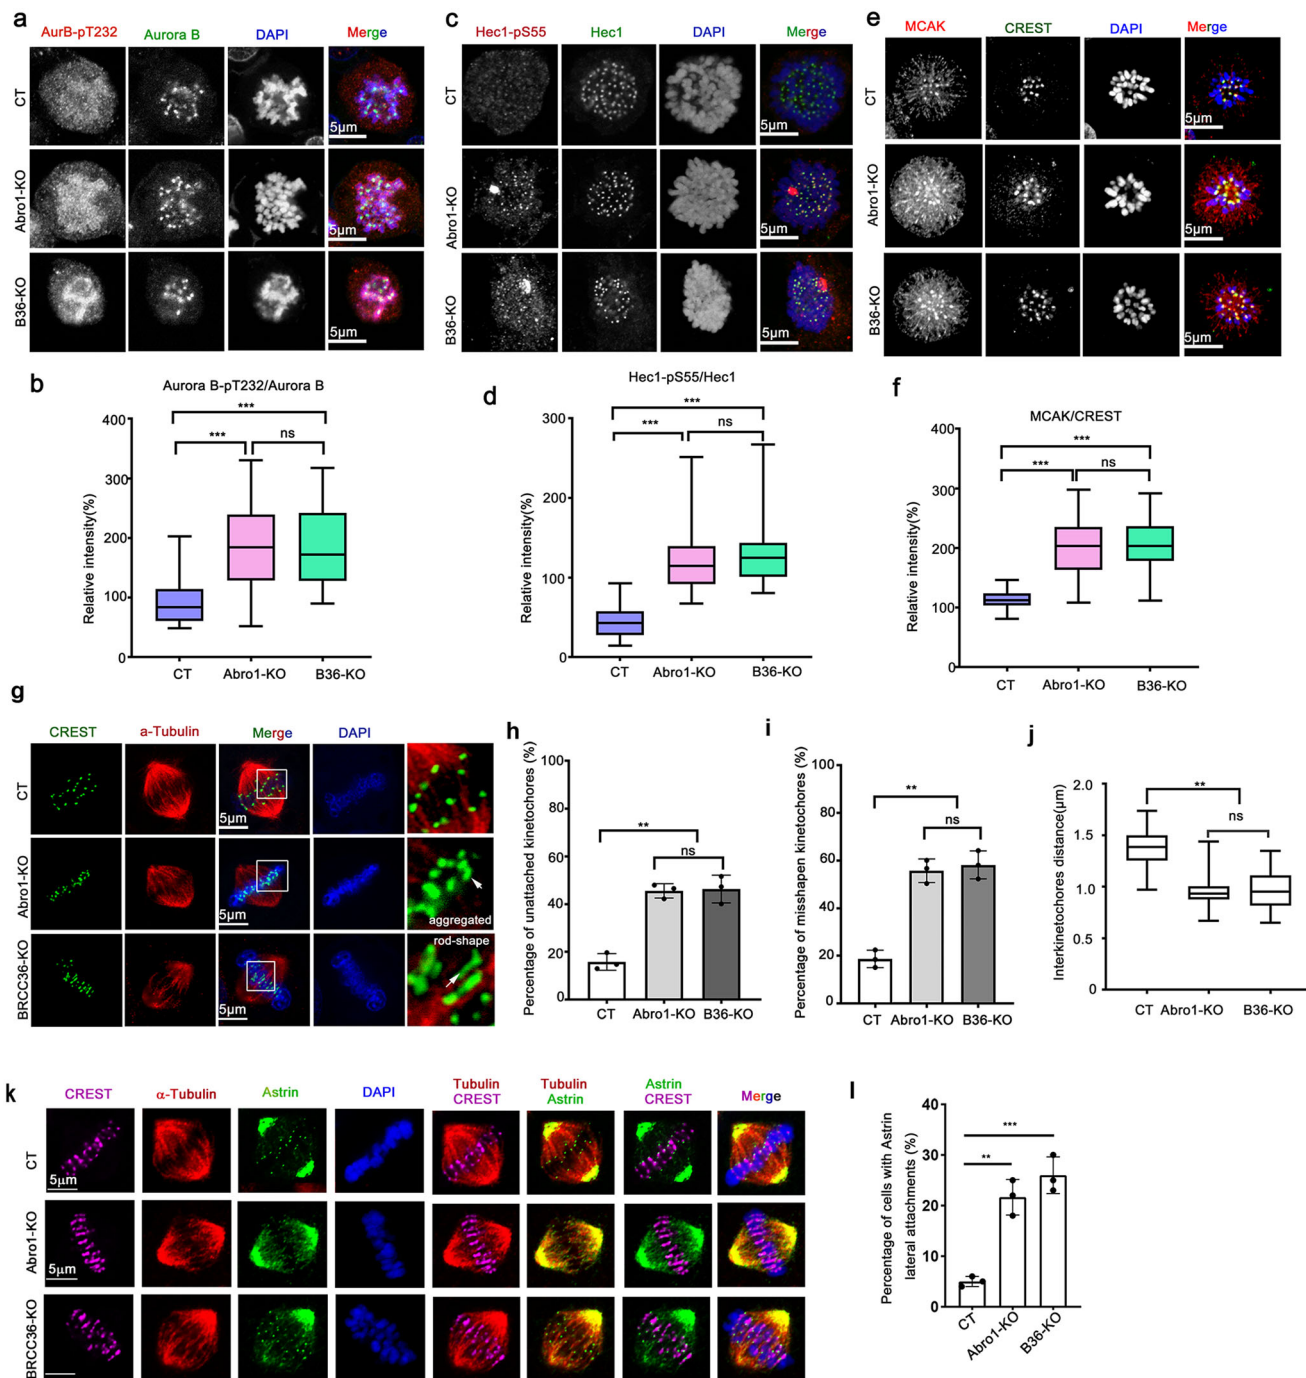 a
AurB-pT232 Aurora B DAPI Merge
CT
5μm
Abro1-KO
5μm
B36-KO
5μm
b
Aurora B-pT232/Aurora B
Relative intensity(%)
400
300
200
100
0
***
***
ns
CT Abro1-KO B36-KO
c
Hec1-pS55 Hec1 DAPI Merge
CT
5μm
Abro1-KO
5μm
B36-KO
5μm
d
Hec1-pS55/Hec1
Relative intensity(%)
300
200
100
0
***
***
ns
CT Abro1-KO B36-KO
e
MCAK CREST DAPI Merge
CT
5μm
Abro1-KO
5μm
B36-KO
5μm
f
MCAK/CREST
Relative intensity(%)
400
300
200
100
0
***
***
ns
CT Abro1-KO B36-KO
g
CREST a-Tubulin Merge DAPI
CT
5μm
Abro1-KO
5μm
aggregated
BRCC36-KO
5μm
rod-shape
h
Percentage of unattached kinetochores (%)
100
80
60
40
20
0
**
ns
CT Abro1-KO B36-KO
i
Percentage of misshapen kinetochores (%)
100
80
60
40
20
0
**
ns
CT Abro1-KO B36-KO
j
Interkinetochores distance(μm)
2.0
1.5
1.0
0
**
ns
CT Abro1-KO B36-KO
k
CREST α-Tubulin Astrin DAPI Tubulin CREST Tubulin Astrin Astrin CREST Merge
CT
5μm
Abro1-KO
5μm
BRCC36-KO
l
Percentage of cells with Astrin
lateral attachments (%)
40
30
20
10
0
***
**
CT Abro1-KO B36-KO